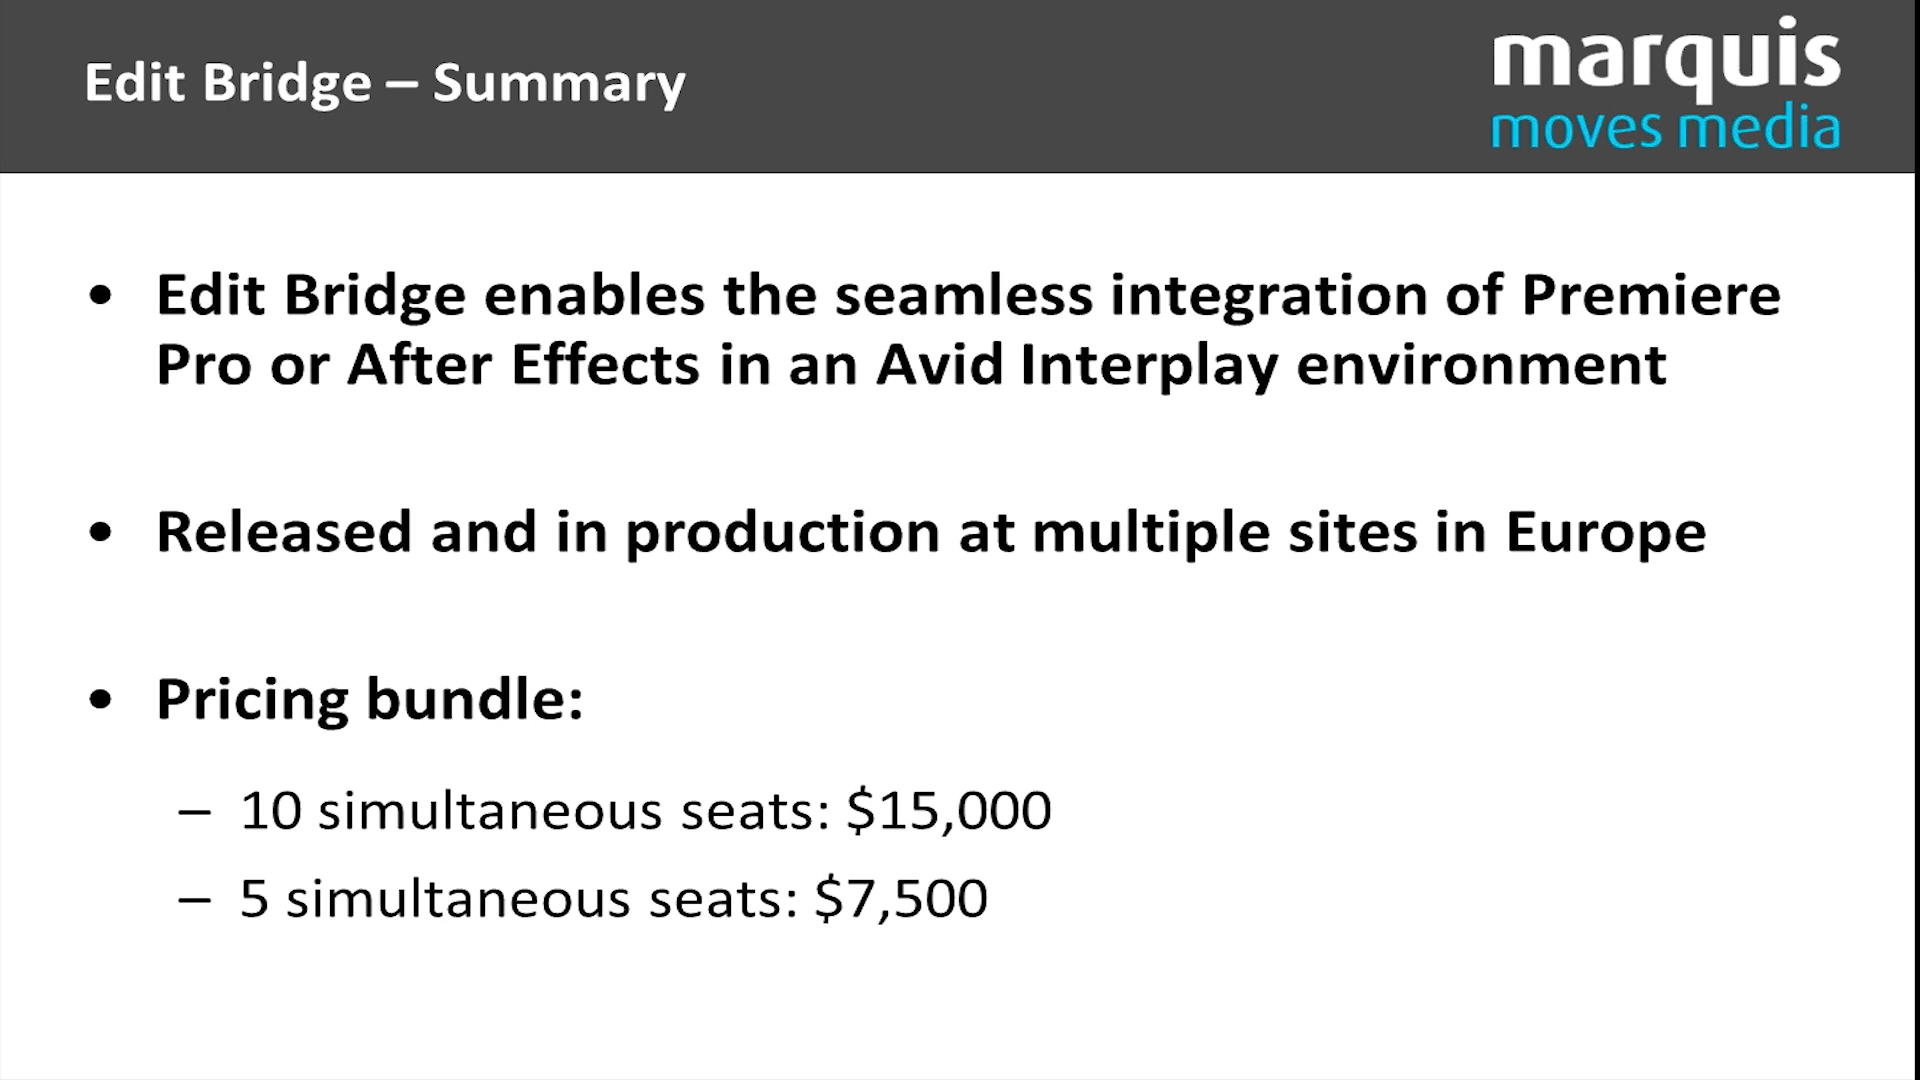 Edit Bridge – Summary
marquis
moves media
• Edit Bridge enables the seamless integration of Premiere
Pro or After Effects in an Avid Interplay environment
• Released and in production at multiple sites in Europe
• Pricing bundle:
– 10 simultaneous seats: $15,000
– 5 simultaneous seats: $7,500